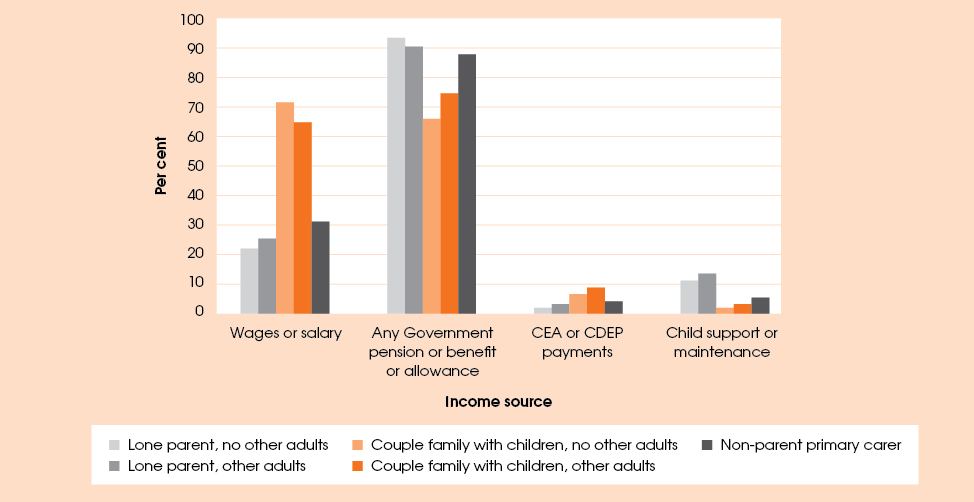 100
90
80
70
60
50
40
30
20
10
0
Per cent
Wages or salary
Any Government
pension or benefit
or allowance
CEA or CDEP
payments
Child support or
maintenance
Income source
Lone parent, no other adults
Couple family with children, no other adults
Non-parent primary carer
Lone parent, other adults
Couple family with children, other adults